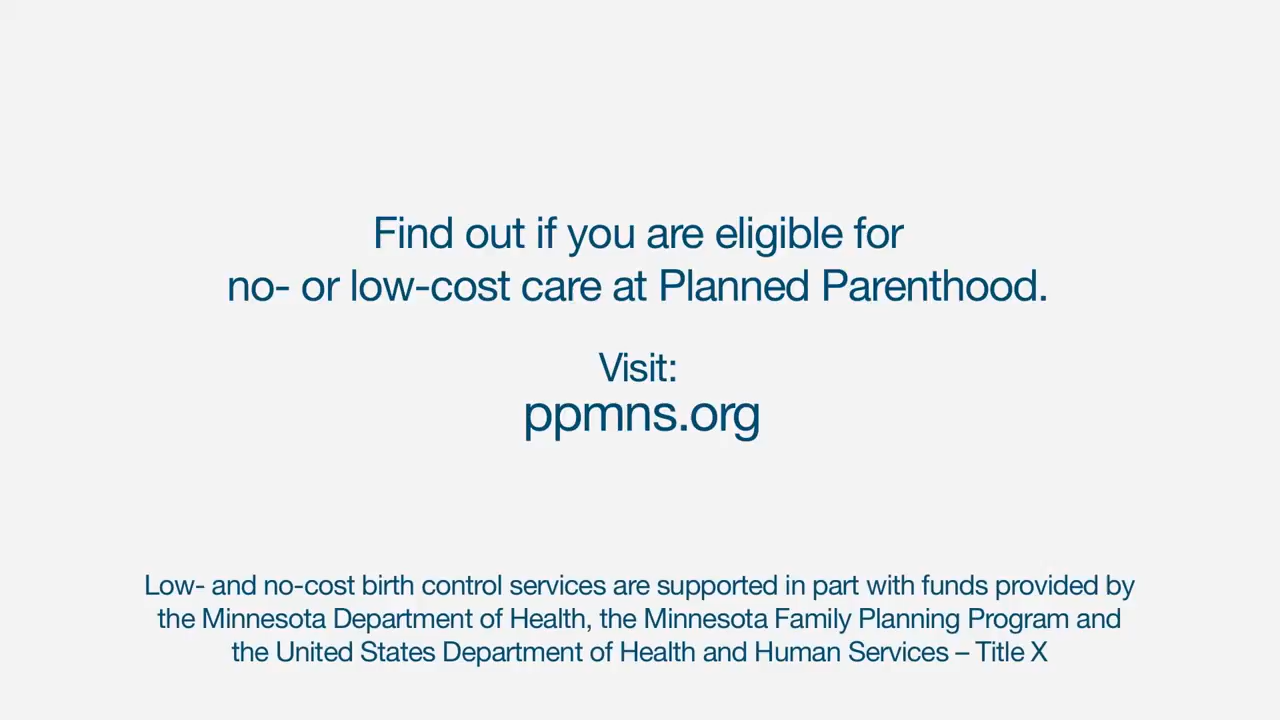 Find out if you are eligible for
no- or low-cost care at Planned Parenthood.
Visit:
ppmns.org
Low- and no-cost birth control services are supported in part with funds provided by
the Minnesota Department of Health, the Minnesota Family Planning Program and
the United States Department of Health and Human Services – Title X